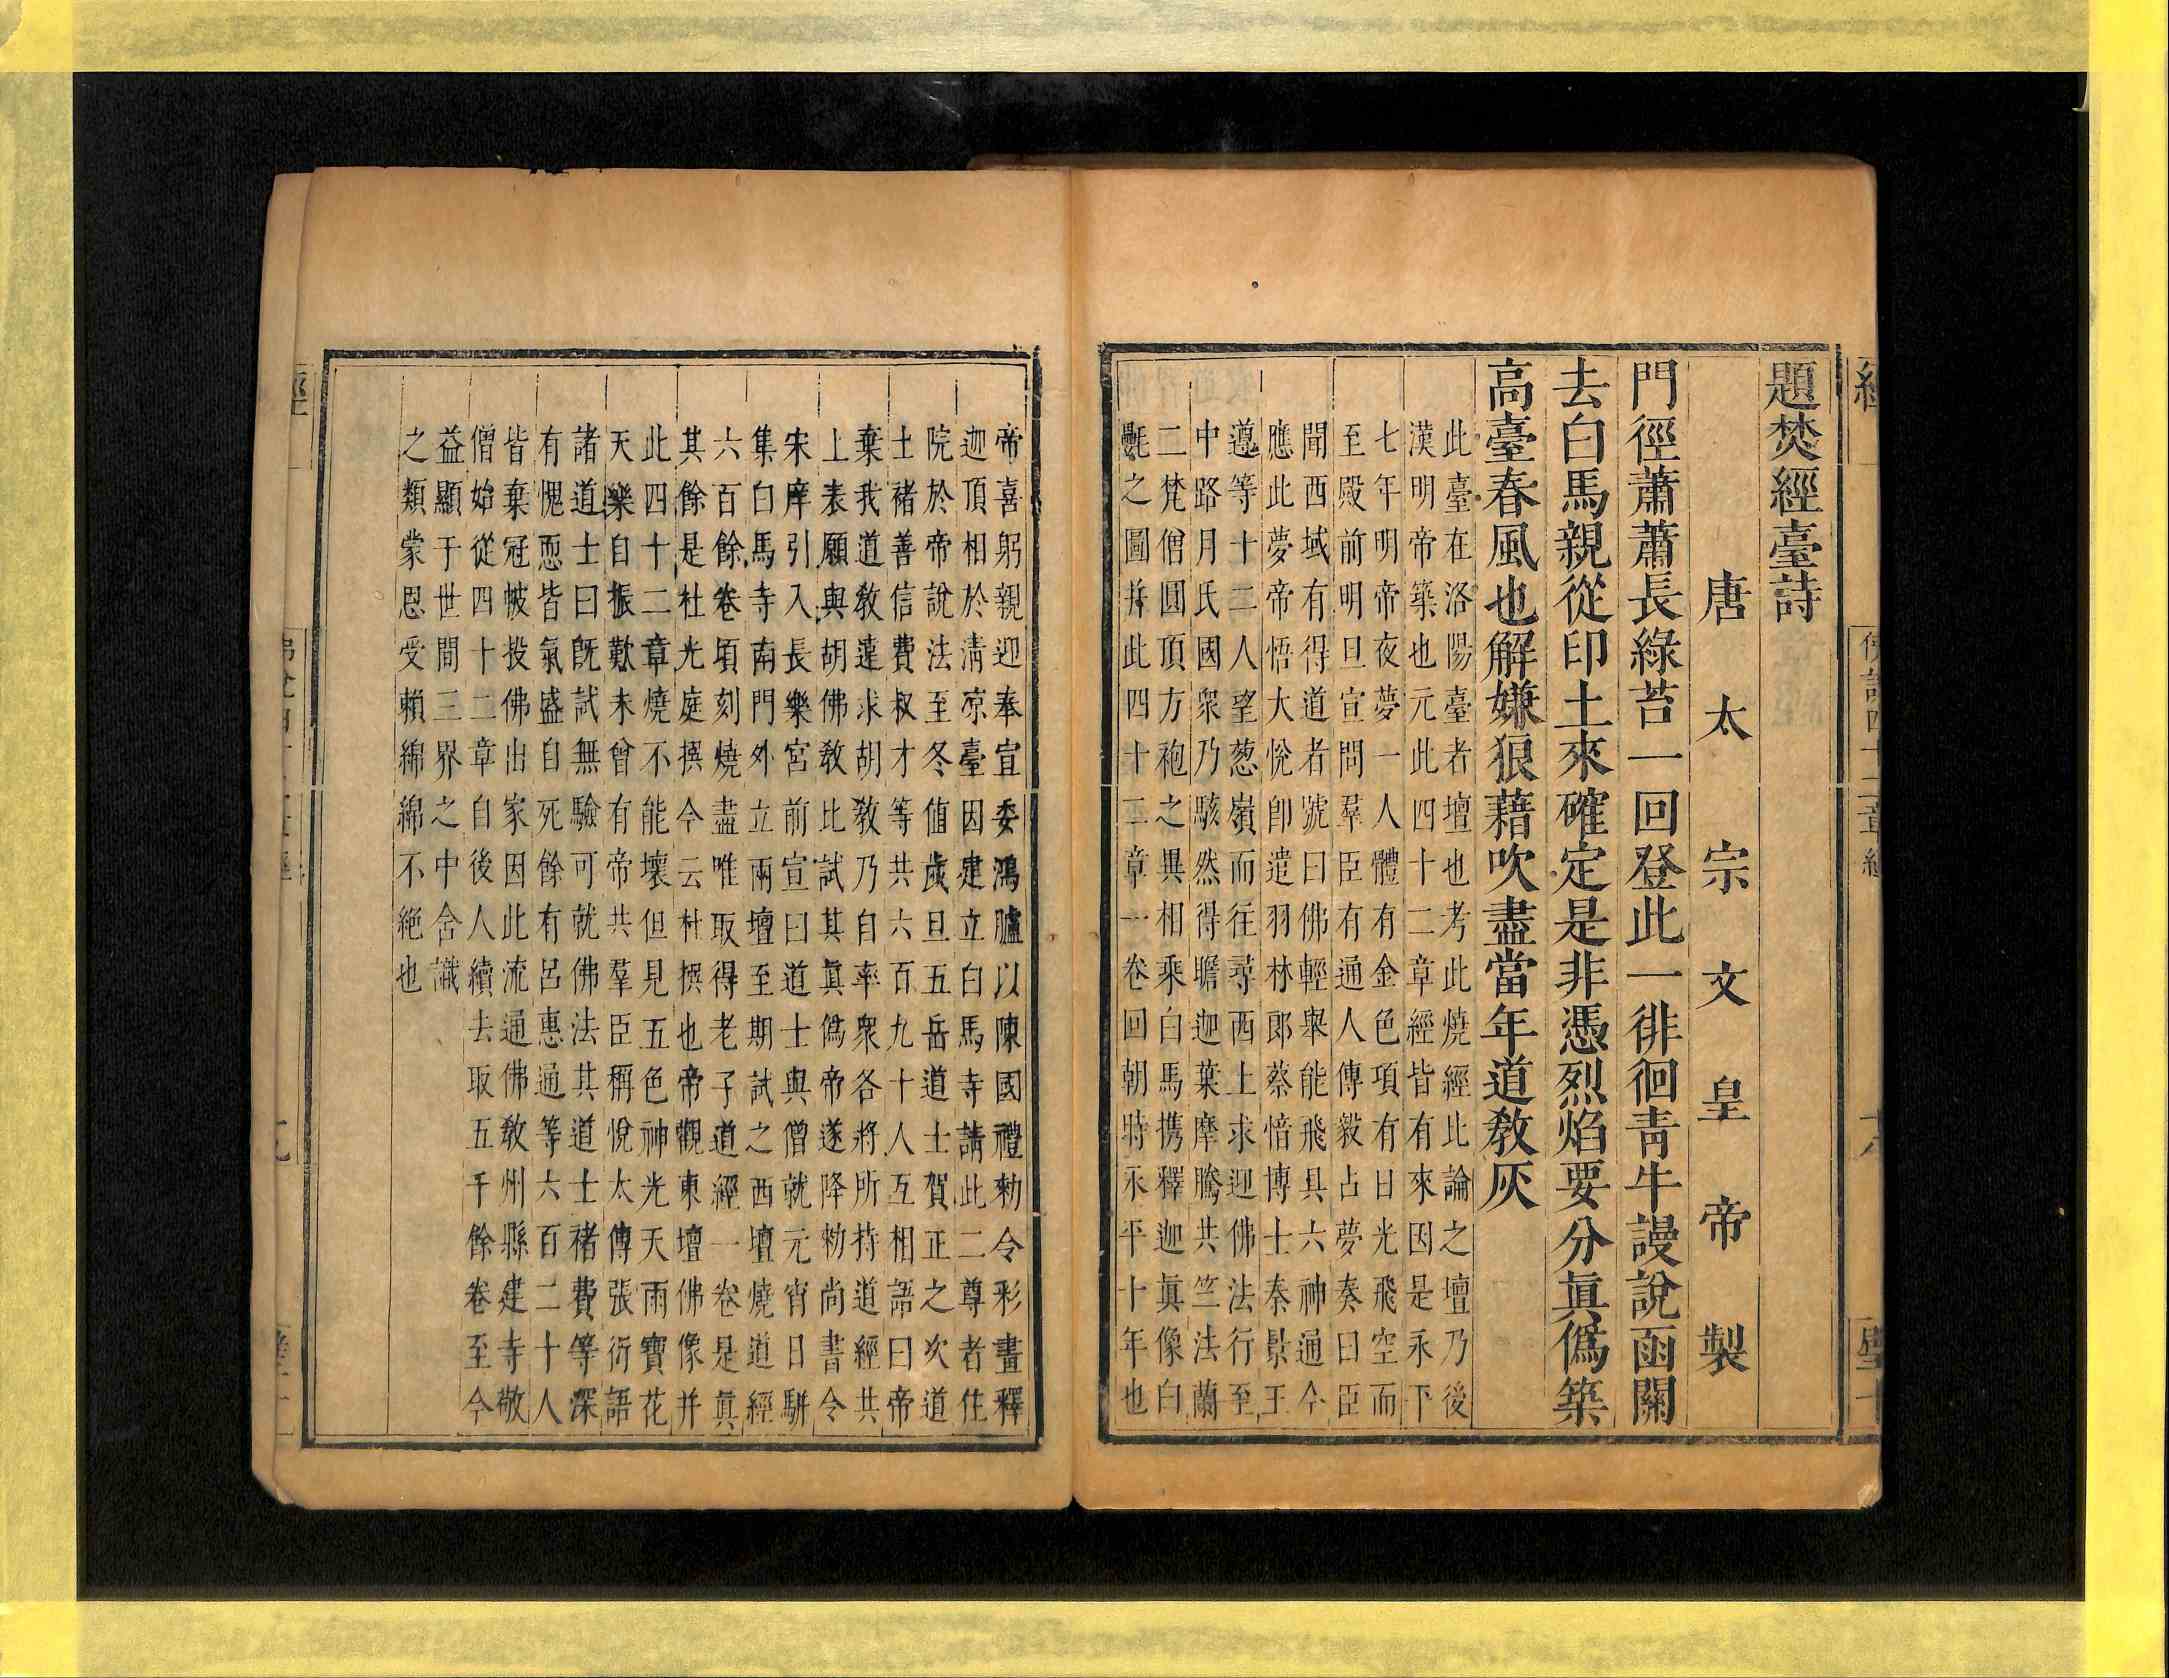 題焚經臺詩
唐太宗文皇帝製
門徑蕭蕭長綠苔一回登此一徘徊靑牛謾說函關
去白馬親從印土來確定是非憑烈焰要分眞僞築
高臺春風也解嫌狼藉吹盡當年道敎灰
此臺在洛陽臺者壇也考此燒經此論之壇乃後
漢明帝築也元此四十二章經皆有來因是永下
七年明帝夜夢一人體有金色項有日光飛空而
至殿前明旦宣問羣臣有通人傳毅占夢奏曰臣
聞西域有得道者號曰佛輕舉能飛具六神通今
應此夢帝悟大悅卽遣羽林郎蔡愔博士秦景王
遵等十二人望葱嶺而往尋西上求迎佛法行至
中路月氏國衆乃駭然得瞻迦葉摩騰共竺法蘭
二梵僧圓頂方袍之異相乘白馬携釋迦眞像白
㲲之圖幷此四十二章一卷回朝時永平十年也
帝喜躬親迎奉宣委鴻臚以陳國禮勅令彩畫釋
迦頂相於淸凉臺因建立白馬寺請此二尊者住
院於帝說法至冬值歲旦五岳道士賀正之次道
士褚善信費叔才等共六百九十人互相語曰帝
棄我道敎遠求胡敎乃自率衆各將所持道經共
上表願與胡佛敎比試其眞僞帝遂降勅尚書令
宋庠引入長樂宮前宣曰道士與僧就元宵日駢
集白馬寺南門外立兩壇至期試之西壇燒道經
六百餘卷頃刻燒盡唯取得老子道經一卷是眞
其餘是杜光庭撰今云杜撰也帝觀東壇佛像幷
此四十二章燒不能壞但見五色神光天雨寶花
天樂自振歎未曾有帝共羣臣稱悅太傅張衍語
諸道士曰旣試無驗可就佛法其道士褚費等深
有愧恧皆氣盛自死餘有呂惠通等六百二十人
皆棄冠帔投佛出家因此流通佛敎州縣建寺敬
僧始從四十二章自後人續去取五千餘卷至今
益顯于世間三界之中含識
之類蒙恩受賴綿綿不絶也